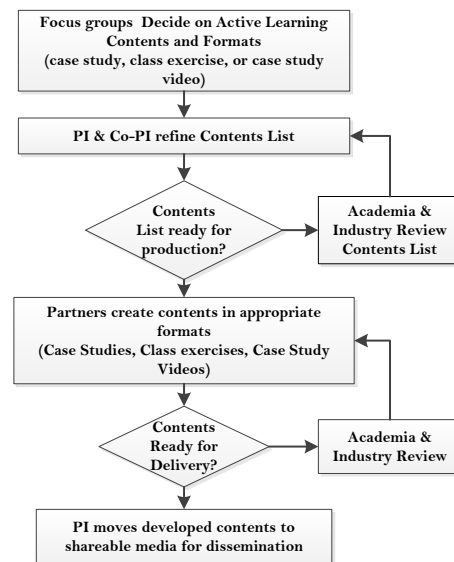 Focus groups Decide on Active Learning
Contents and Formats
(case study, class exercise, or case study
video)
PI & Co-PI refine Contents List
Contents
List ready for
production?
Academia &
Industry Review
Contents List
Partners create contents in appropriate
formats
(Case Studies, Class exercises, Case Study
Videos)
Contents
Ready for
Delivery?
Academia &
Industry Review
PI moves developed contents to
shareable media for dissemination